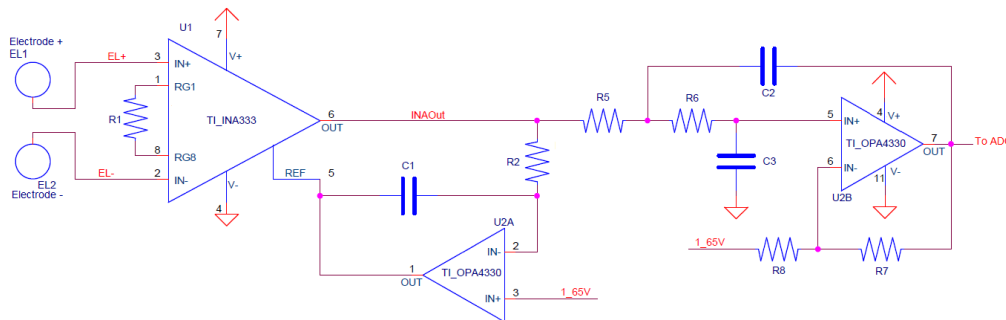 Electrode +
EL1
EL+
U1
7
V+
3
IN+
1
RG1
R1
TI_INA333
6
OUT
INAOut
8
RG8
2
IN-
EL-
EL2
Electrode -
V-
4
REF
5
C1
R2
U2A
2
IN-
1
OUT
TI_OPA4330
IN+
3
1_65V
R5
R6
C2
C3
5
IN+
4
V+
TI_OPA4330
7
OUT
To ADC
6
IN-
V-
11
U2B
1_65V
R8
R7